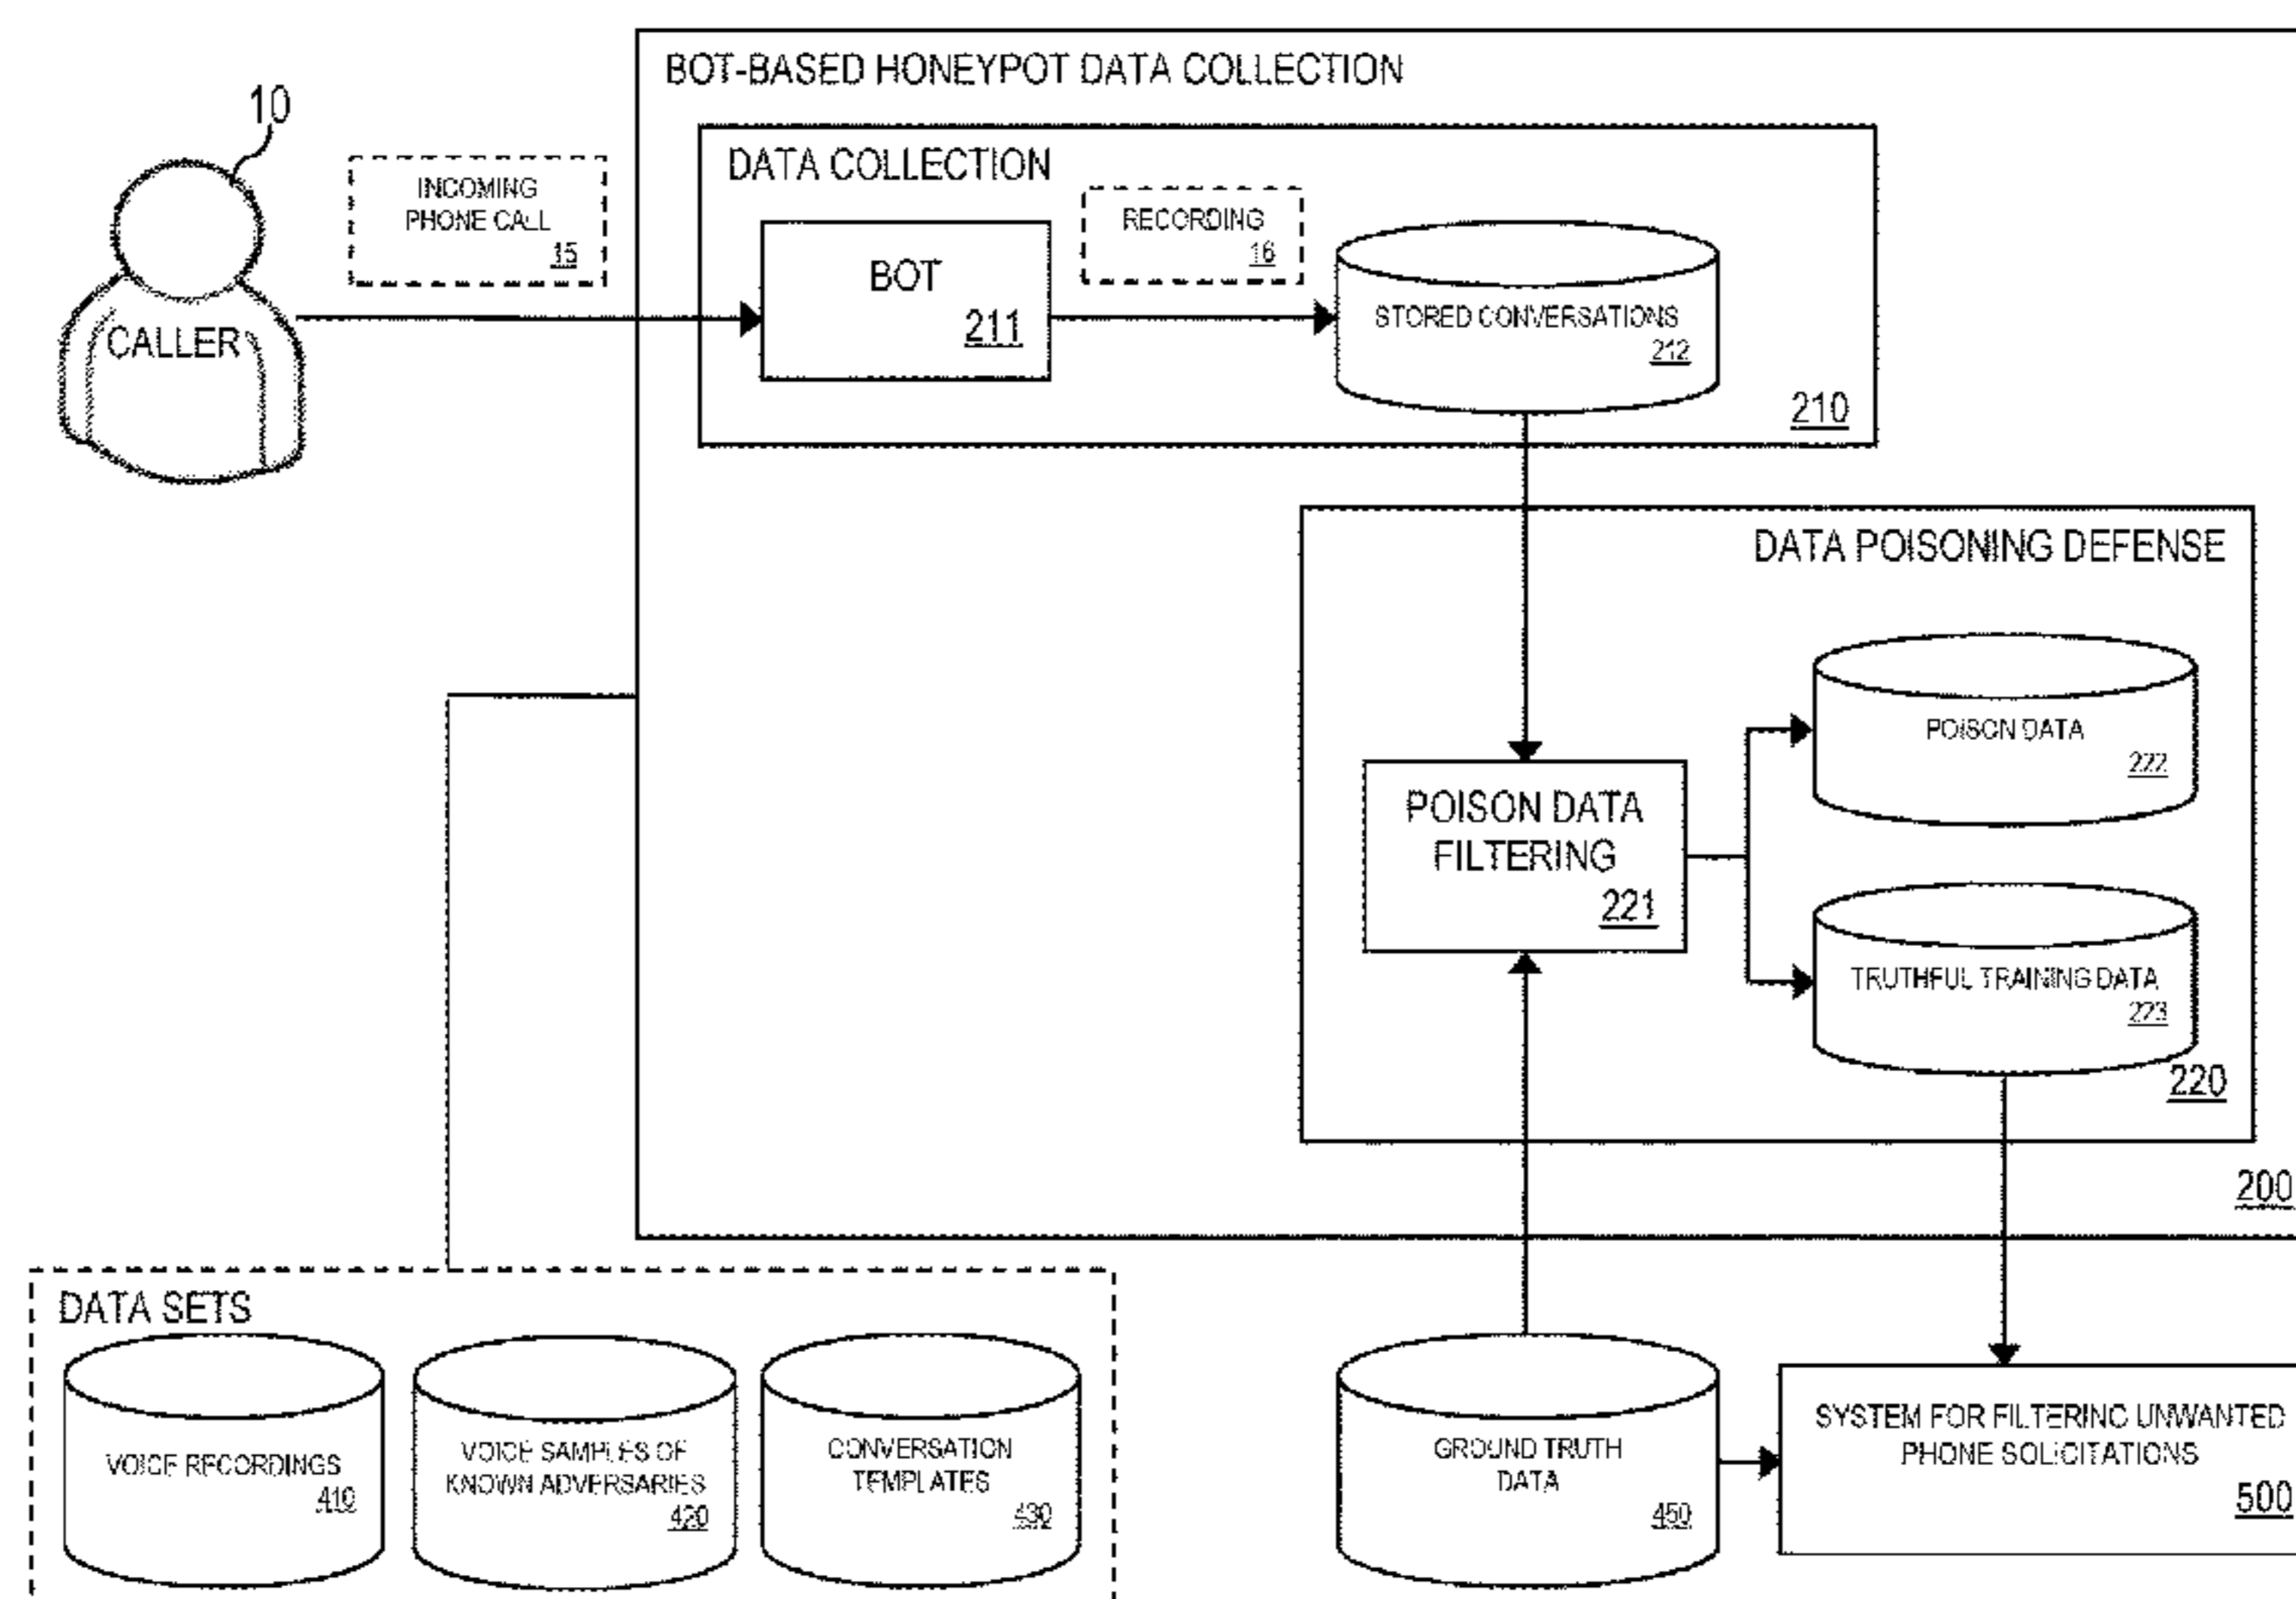 BOT-BASED HONEYPOT DATA COLLECTION
10
DATA COLLECTION
INCOMING
PHONE CALL
15
RECORDING
16
BOT
211
STORED CONVERSATIONS
212
CALLER
210
DATA POISONING DEFENSE
POISON DATA
222
POISON DATA
FILTERING
221
TRUTHFUL TRAINING DATA
223
220
200
DATA SETS
VOICE RECORDINGS
410
VOICE SAMPLES OF
KNOWN ADVERSARIES
420
CONVERSATION
TEMPLATES
430
GROUND TRUTH
DATA
450
SYSTEM FOR FILTERING UNWANTED
PHONE SOLICITATIONS
500